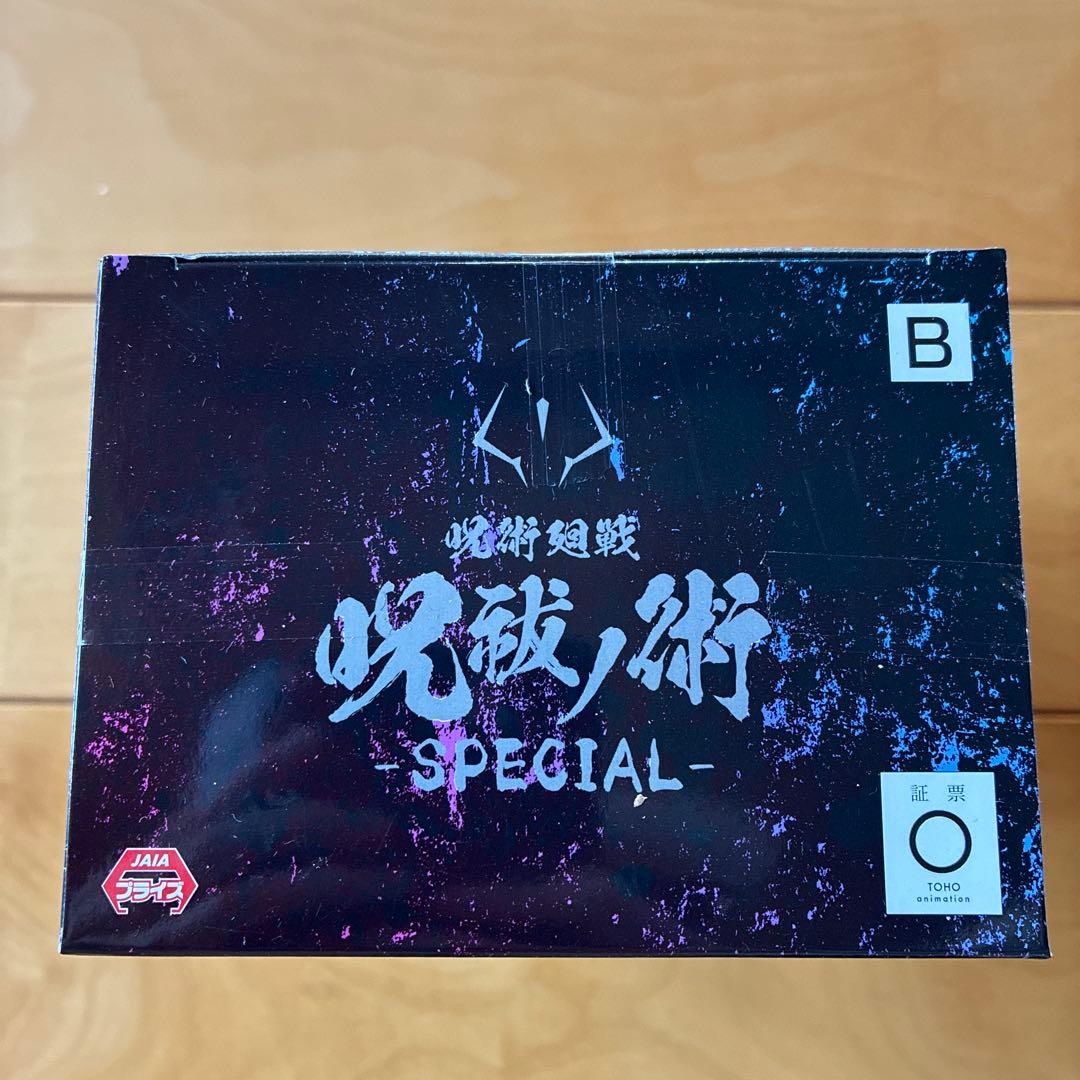 B
呪術廻戦
呪祓ノ術
-SPECIAL-
証票
TOHO
animation
JAIA
プライズ